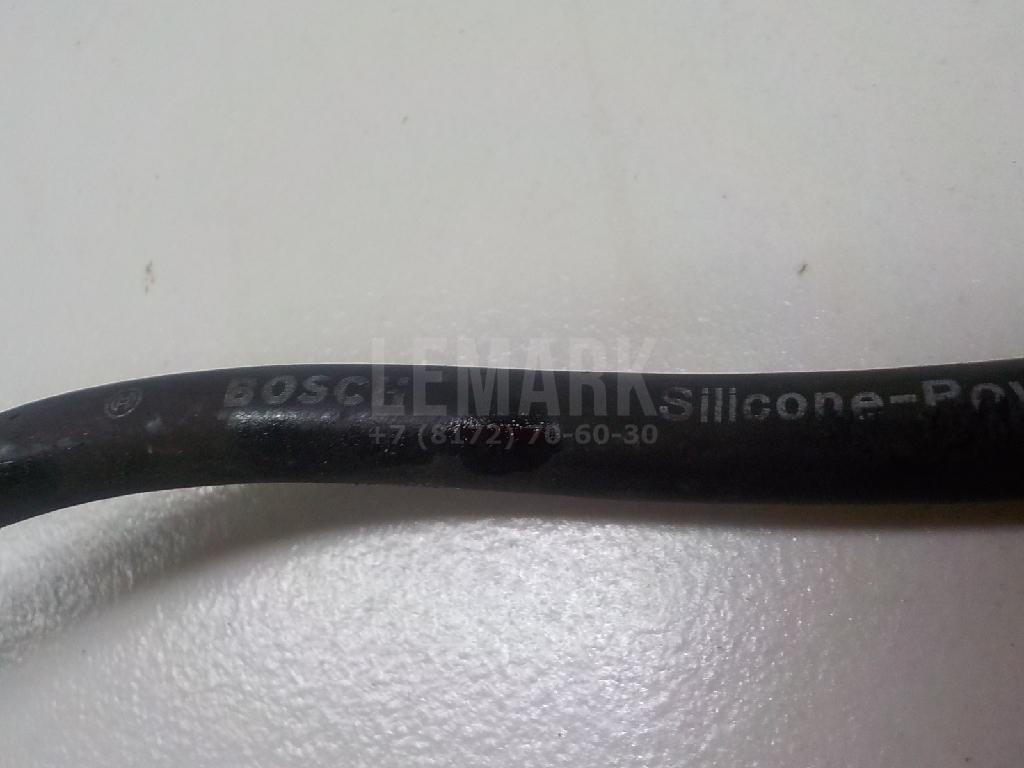 BOSCH Silicone-Pow
LEMARK
+7 (8172) 70-60-30